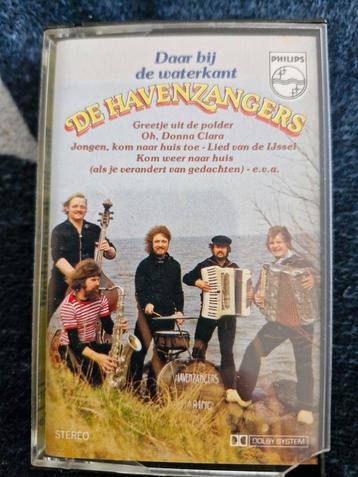 Daar bij
de waterkant
PHILIPS
DE HAVENZANGERS
Greetje uit de polder
Oh, Donna Clara
Jongen, kom naar huis toe - Lied van de IJssel
Kom weer naar huis
(als je verandert van gedachten) - e.v.a.
HAVENZANGERS
STEREO
DOLBY SYSTEM